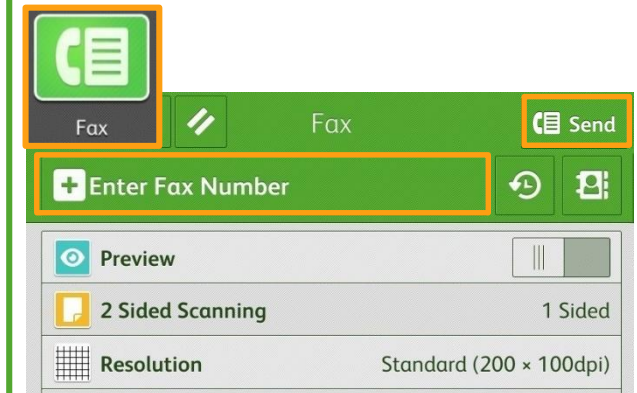 Fax
Fax
Send
Enter Fax Number
Preview
2 Sided Scanning 1 Sided
Resolution Standard (200 × 100dpi)